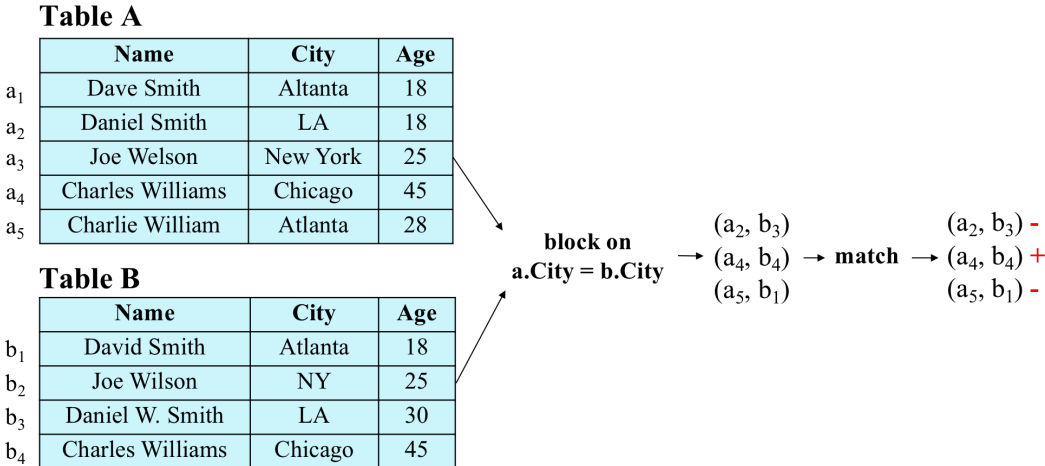 Table A
Name City Age
a1 Dave Smith Altanta 18
a2 Daniel Smith LA 18
a3 Joe Welson New York 25
a4 Charles Williams Chicago 45
a5 Charlie William Atlanta 28
Table B
Name City Age
b1 David Smith Atlanta 18
b2 Joe Wilson NY 25
b3 Daniel W. Smith LA 30
b4 Charles Williams Chicago 45
block on
a.City = b.City
(a2, b3)
(a4, b4)
(a5, b1)
match
(a2, b3) -
(a4, b4) +
(a5, b1) -